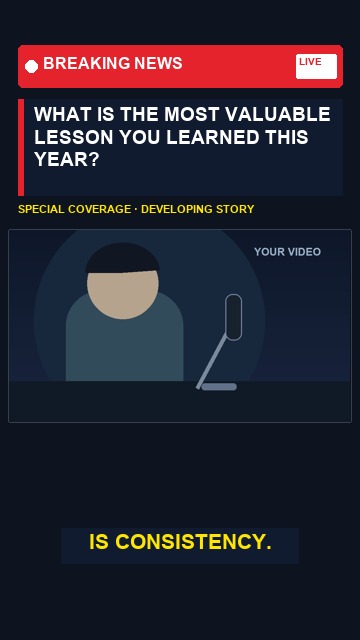 BREAKING NEWS
LIVE
WHAT IS THE MOST VALUABLE
LESSON YOU LEARNED THIS
YEAR?
SPECIAL COVERAGE · DEVELOPING STORY
YOUR VIDEO
IS CONSISTENCY.